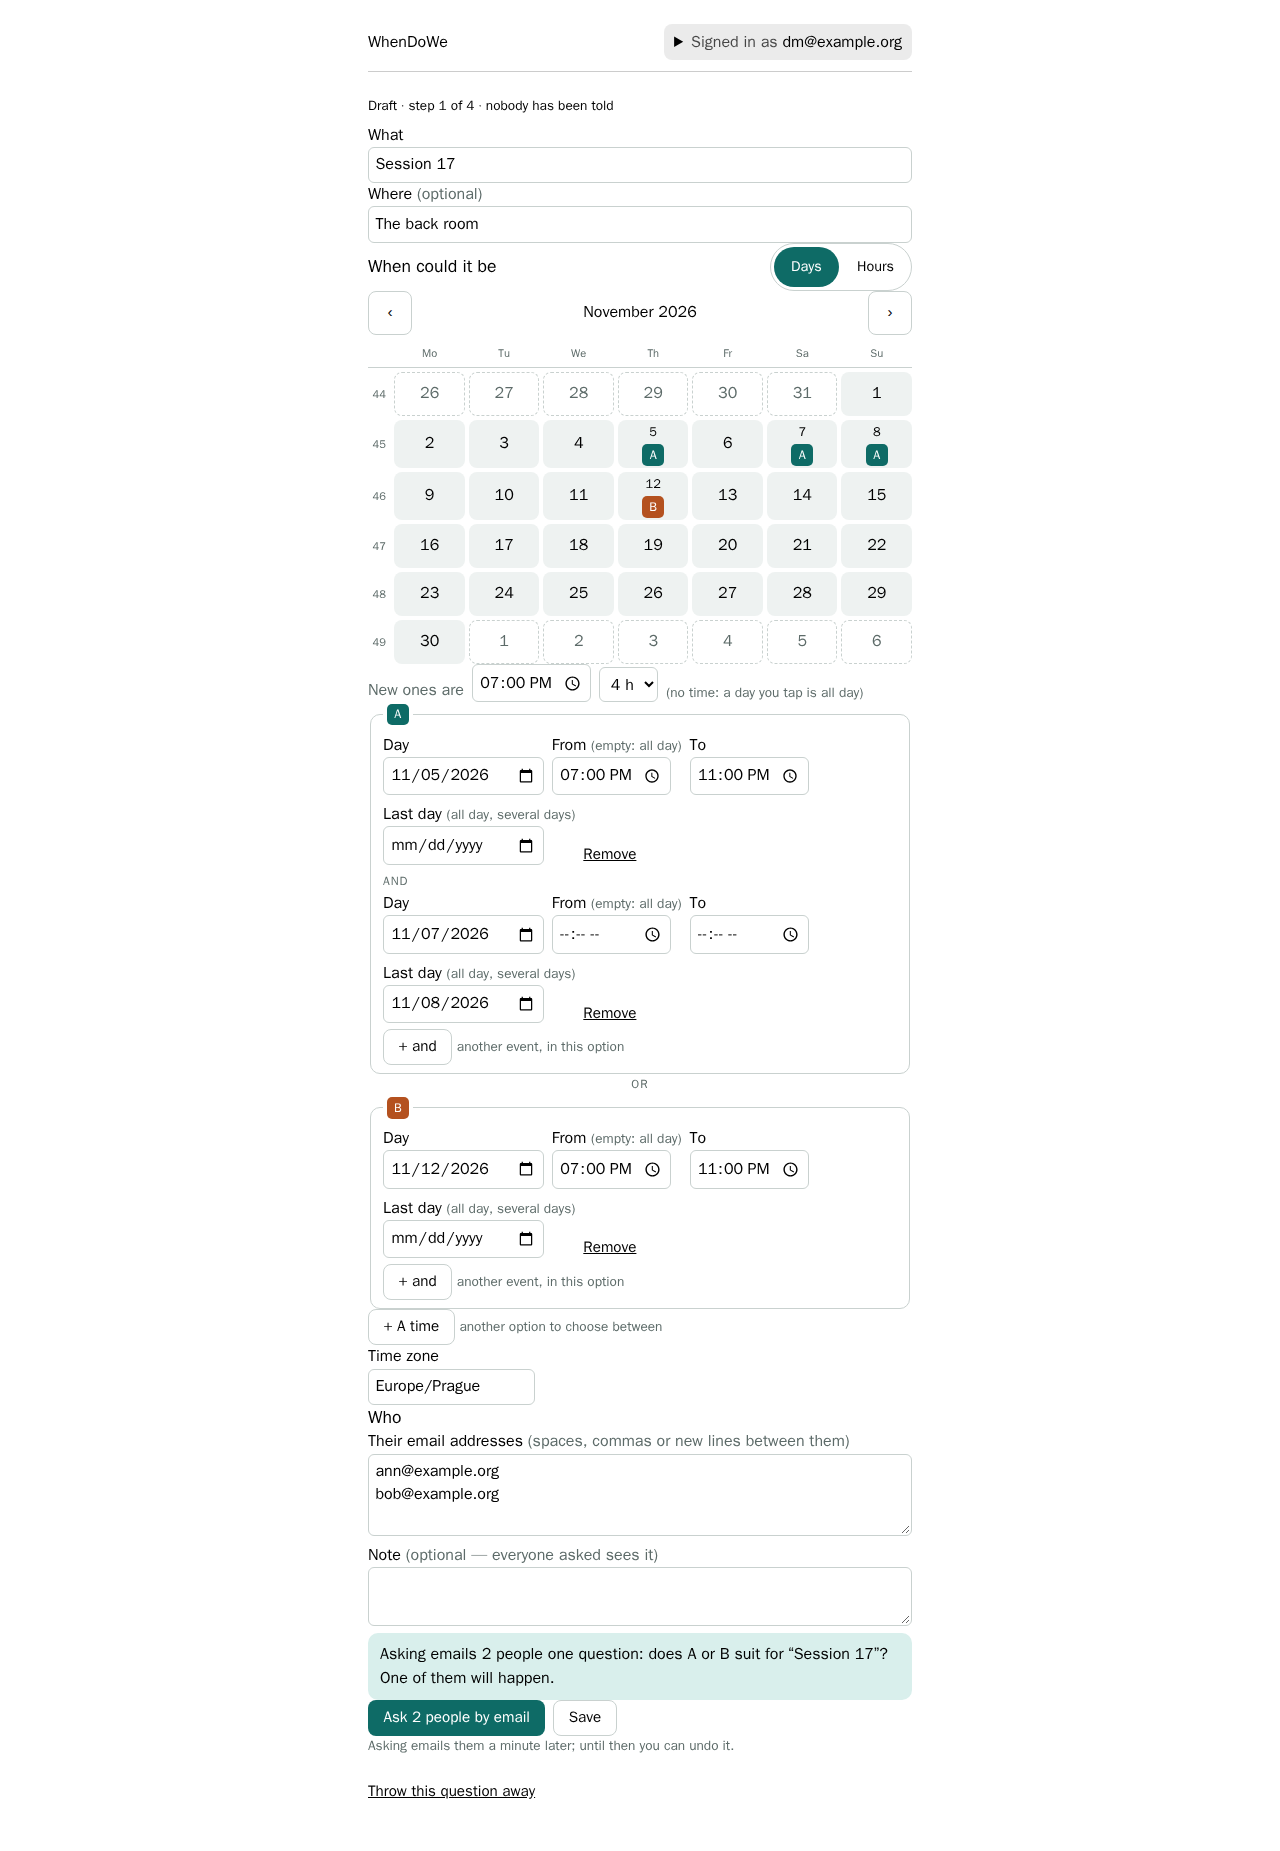 WhenDoWe
▶ Signed in as dm@example.org
Draft · step 1 of 4 · nobody has been told
What
Session 17
Where (optional)
The back room
When could it be
Days Hours
‹ November 2026 ›
Mo Tu We Th Fr Sa Su
44 26 27 28 29 30 31 1
45 2 3 4 5 A 6 7 A 8 A
46 9 10 11 12 B 13 14 15
47 16 17 18 19 20 21 22
48 23 24 25 26 27 28 29
49 30 1 2 3 4 5 6
New ones are 07:00 PM 4 h (no time: a day you tap is all day)
A
Day From (empty: all day) To
11/05/2026 07:00 PM 11:00 PM
Last day (all day, several days)
mm/dd/yyyy Remove
AND
Day From (empty: all day) To
11/07/2026 --:-- -- --:-- --
Last day (all day, several days)
11/08/2026 Remove
+ and another event, in this option
OR
B
Day From (empty: all day) To
11/12/2026 07:00 PM 11:00 PM
Last day (all day, several days)
mm/dd/yyyy Remove
+ and another event, in this option
+ A time another option to choose between
Time zone
Europe/Prague
Who
Their email addresses (spaces, commas or new lines between them)
ann@example.org
bob@example.org
Note (optional — everyone asked sees it)
Asking emails 2 people one question: does A or B suit for “Session 17”?
One of them will happen.
Ask 2 people by email Save
Asking emails them a minute later; until then you can undo it.
Throw this question away